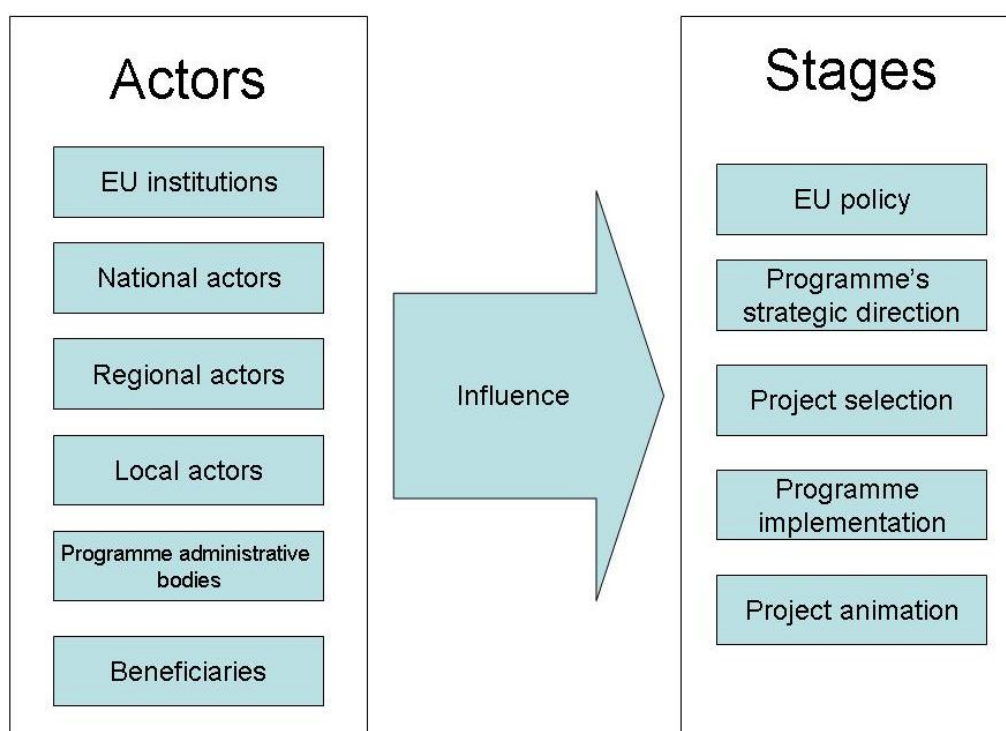 Actors
EU institutions
National actors
Regional actors
Local actors
Programme administrative
bodies
Beneficiaries
Influence
Stages
EU policy
Programme's
strategic direction
Project selection
Programme
implementation
Project animation